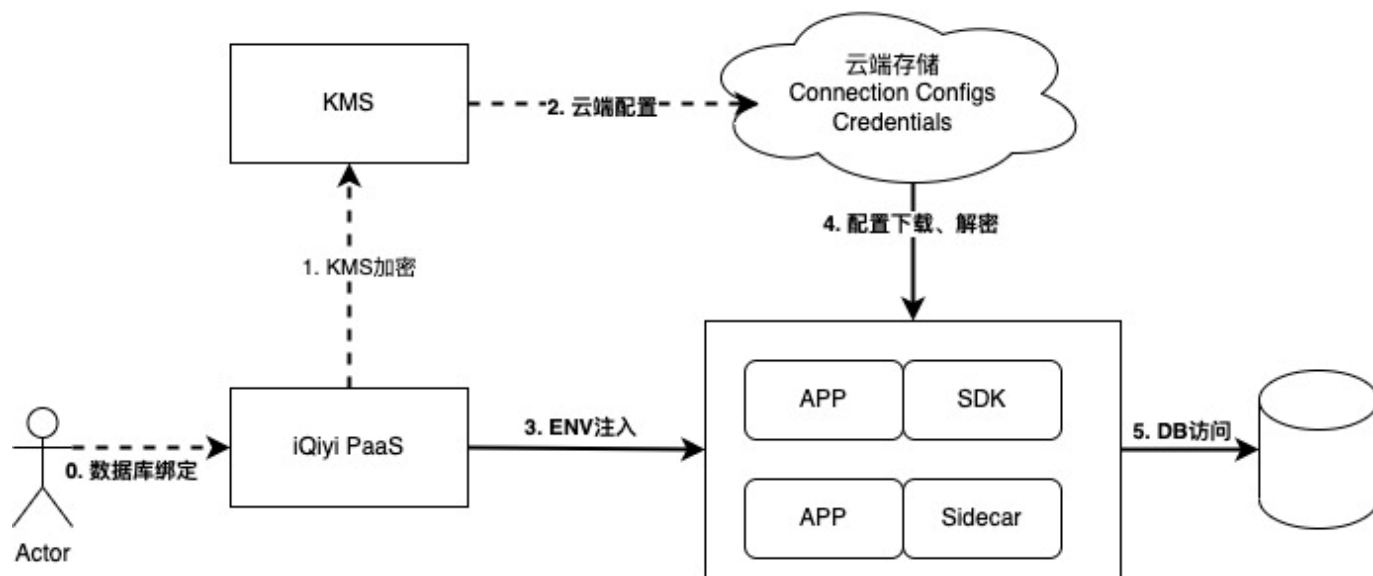 云端存储
Connection Configs
Credentials
KMS
2. 云端配置
4. 配置下载、解密
1. KMS加密
APP
SDK
iQiyi PaaS
3. ENV注入
5. DB访问
0. 数据库绑定
APP
Sidecar
Actor